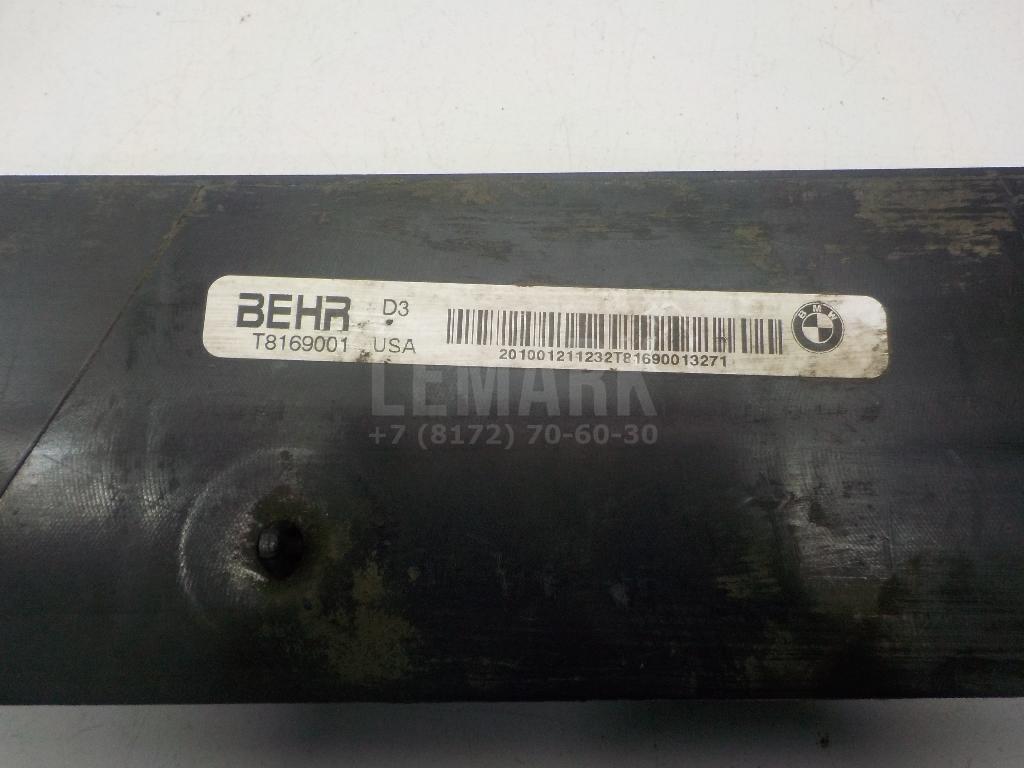 BEHR D3
T8169001 USA
201001211232T81690013271
BMW
LEMARK
+7 (8172) 70-60-30